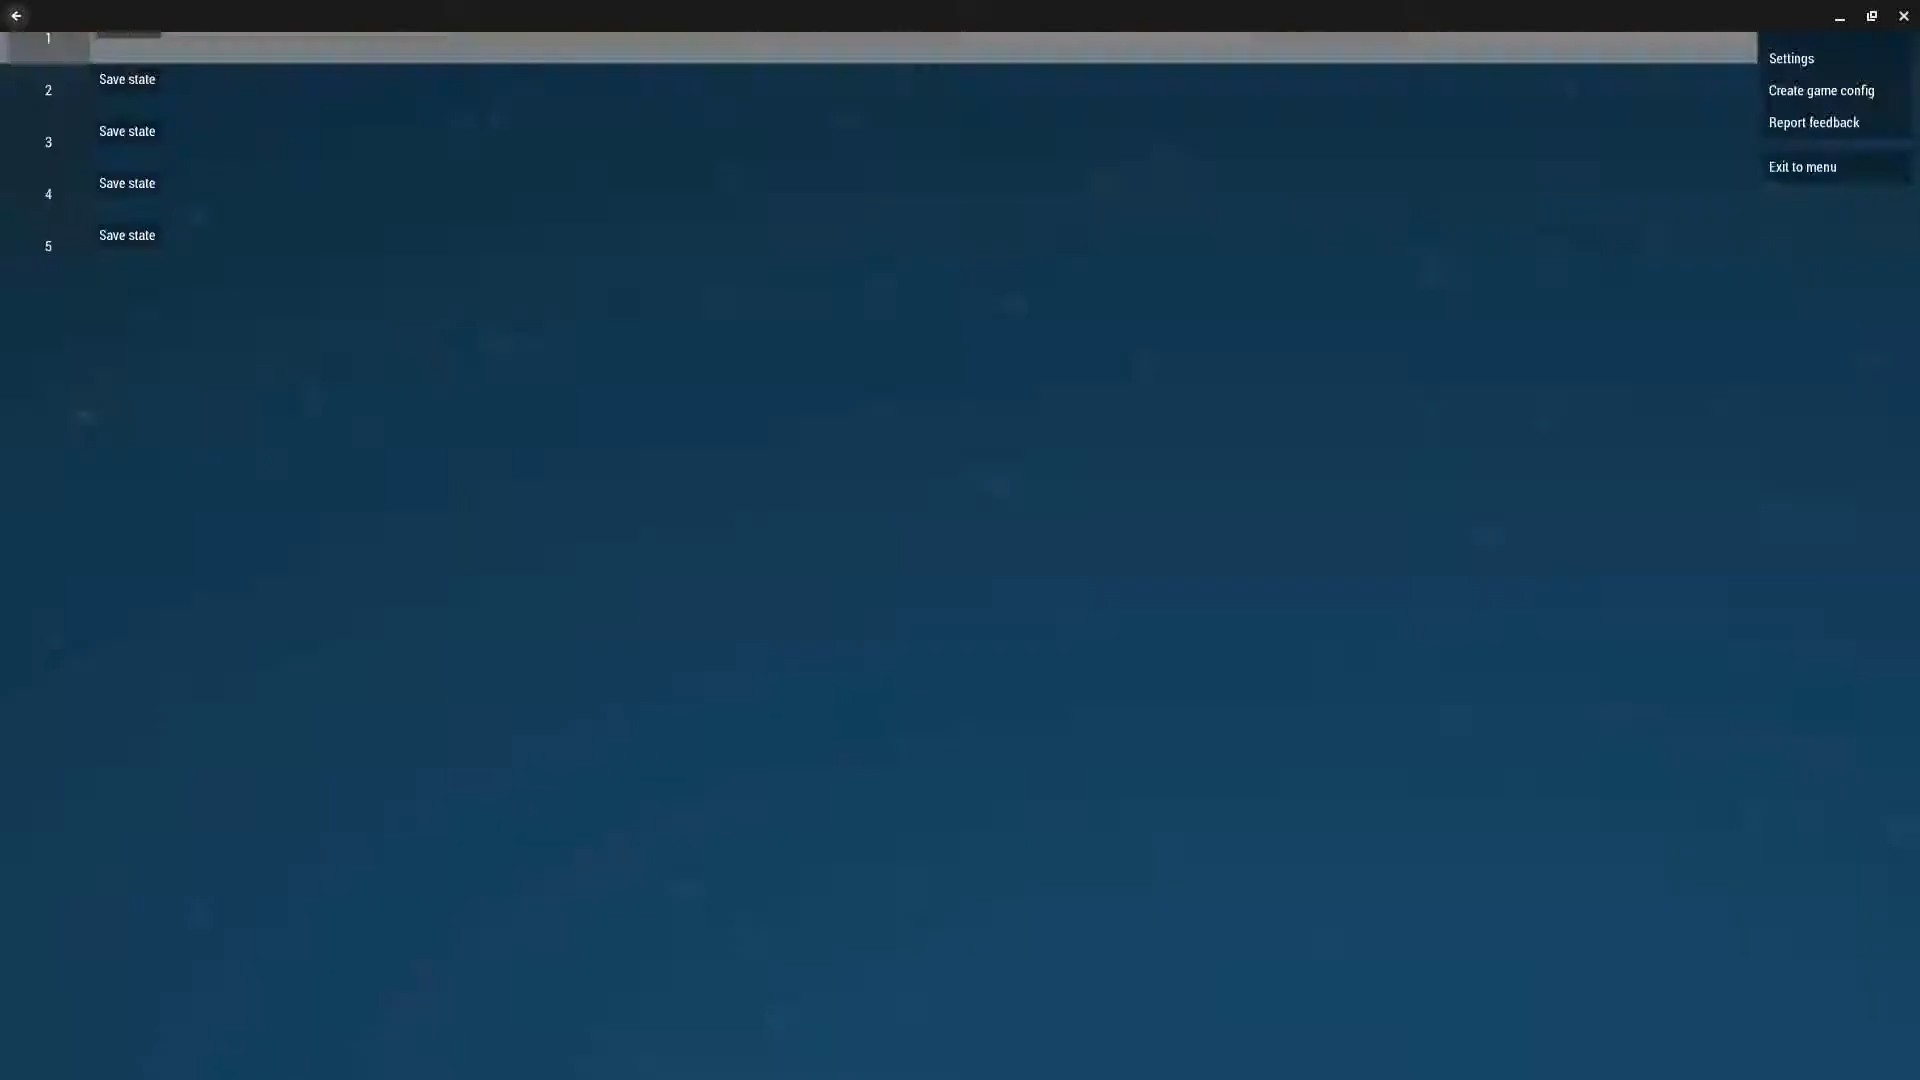 1
Save state
2
Save state
3
Save state
4
Save state
5
Settings
Create game config
Report feedback
Exit to menu